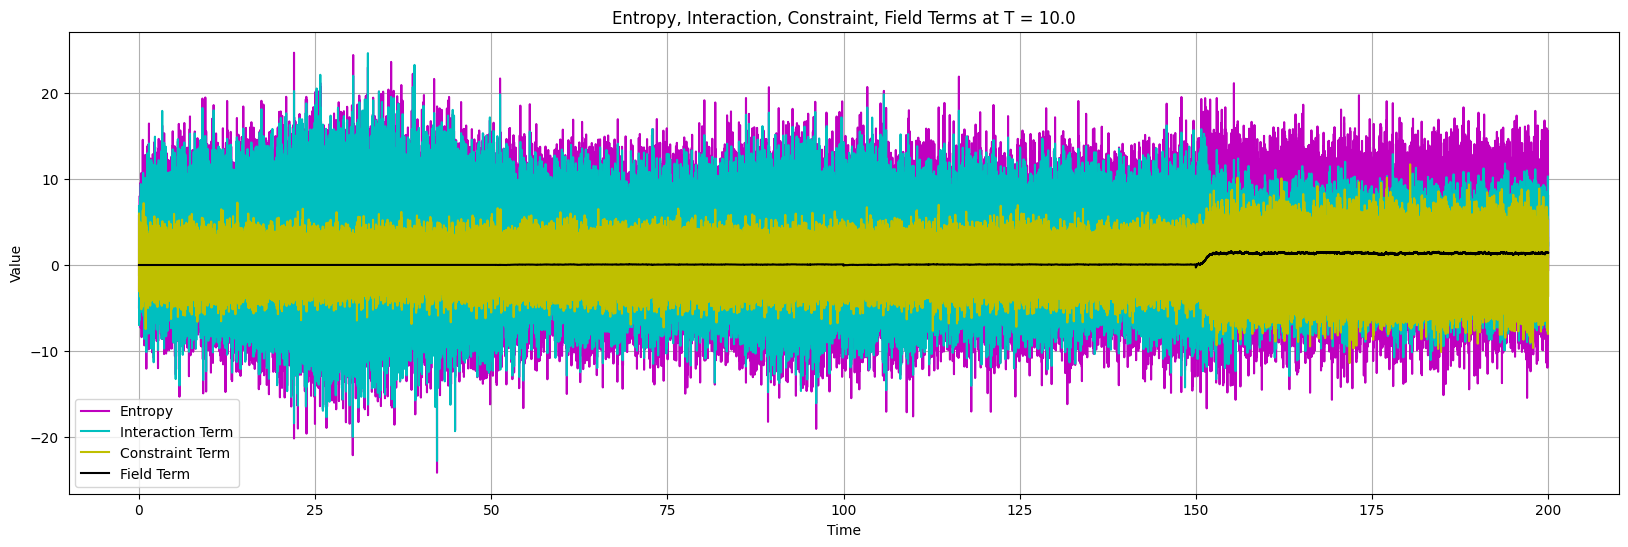 Entropy, Interaction, Constraint, Field Terms at T = 10.0
Value
20
10
0
−10
−20
Entropy
Interaction Term
Constraint Term
Field Term
0
25
50
75
100
125
150
175
200
Time